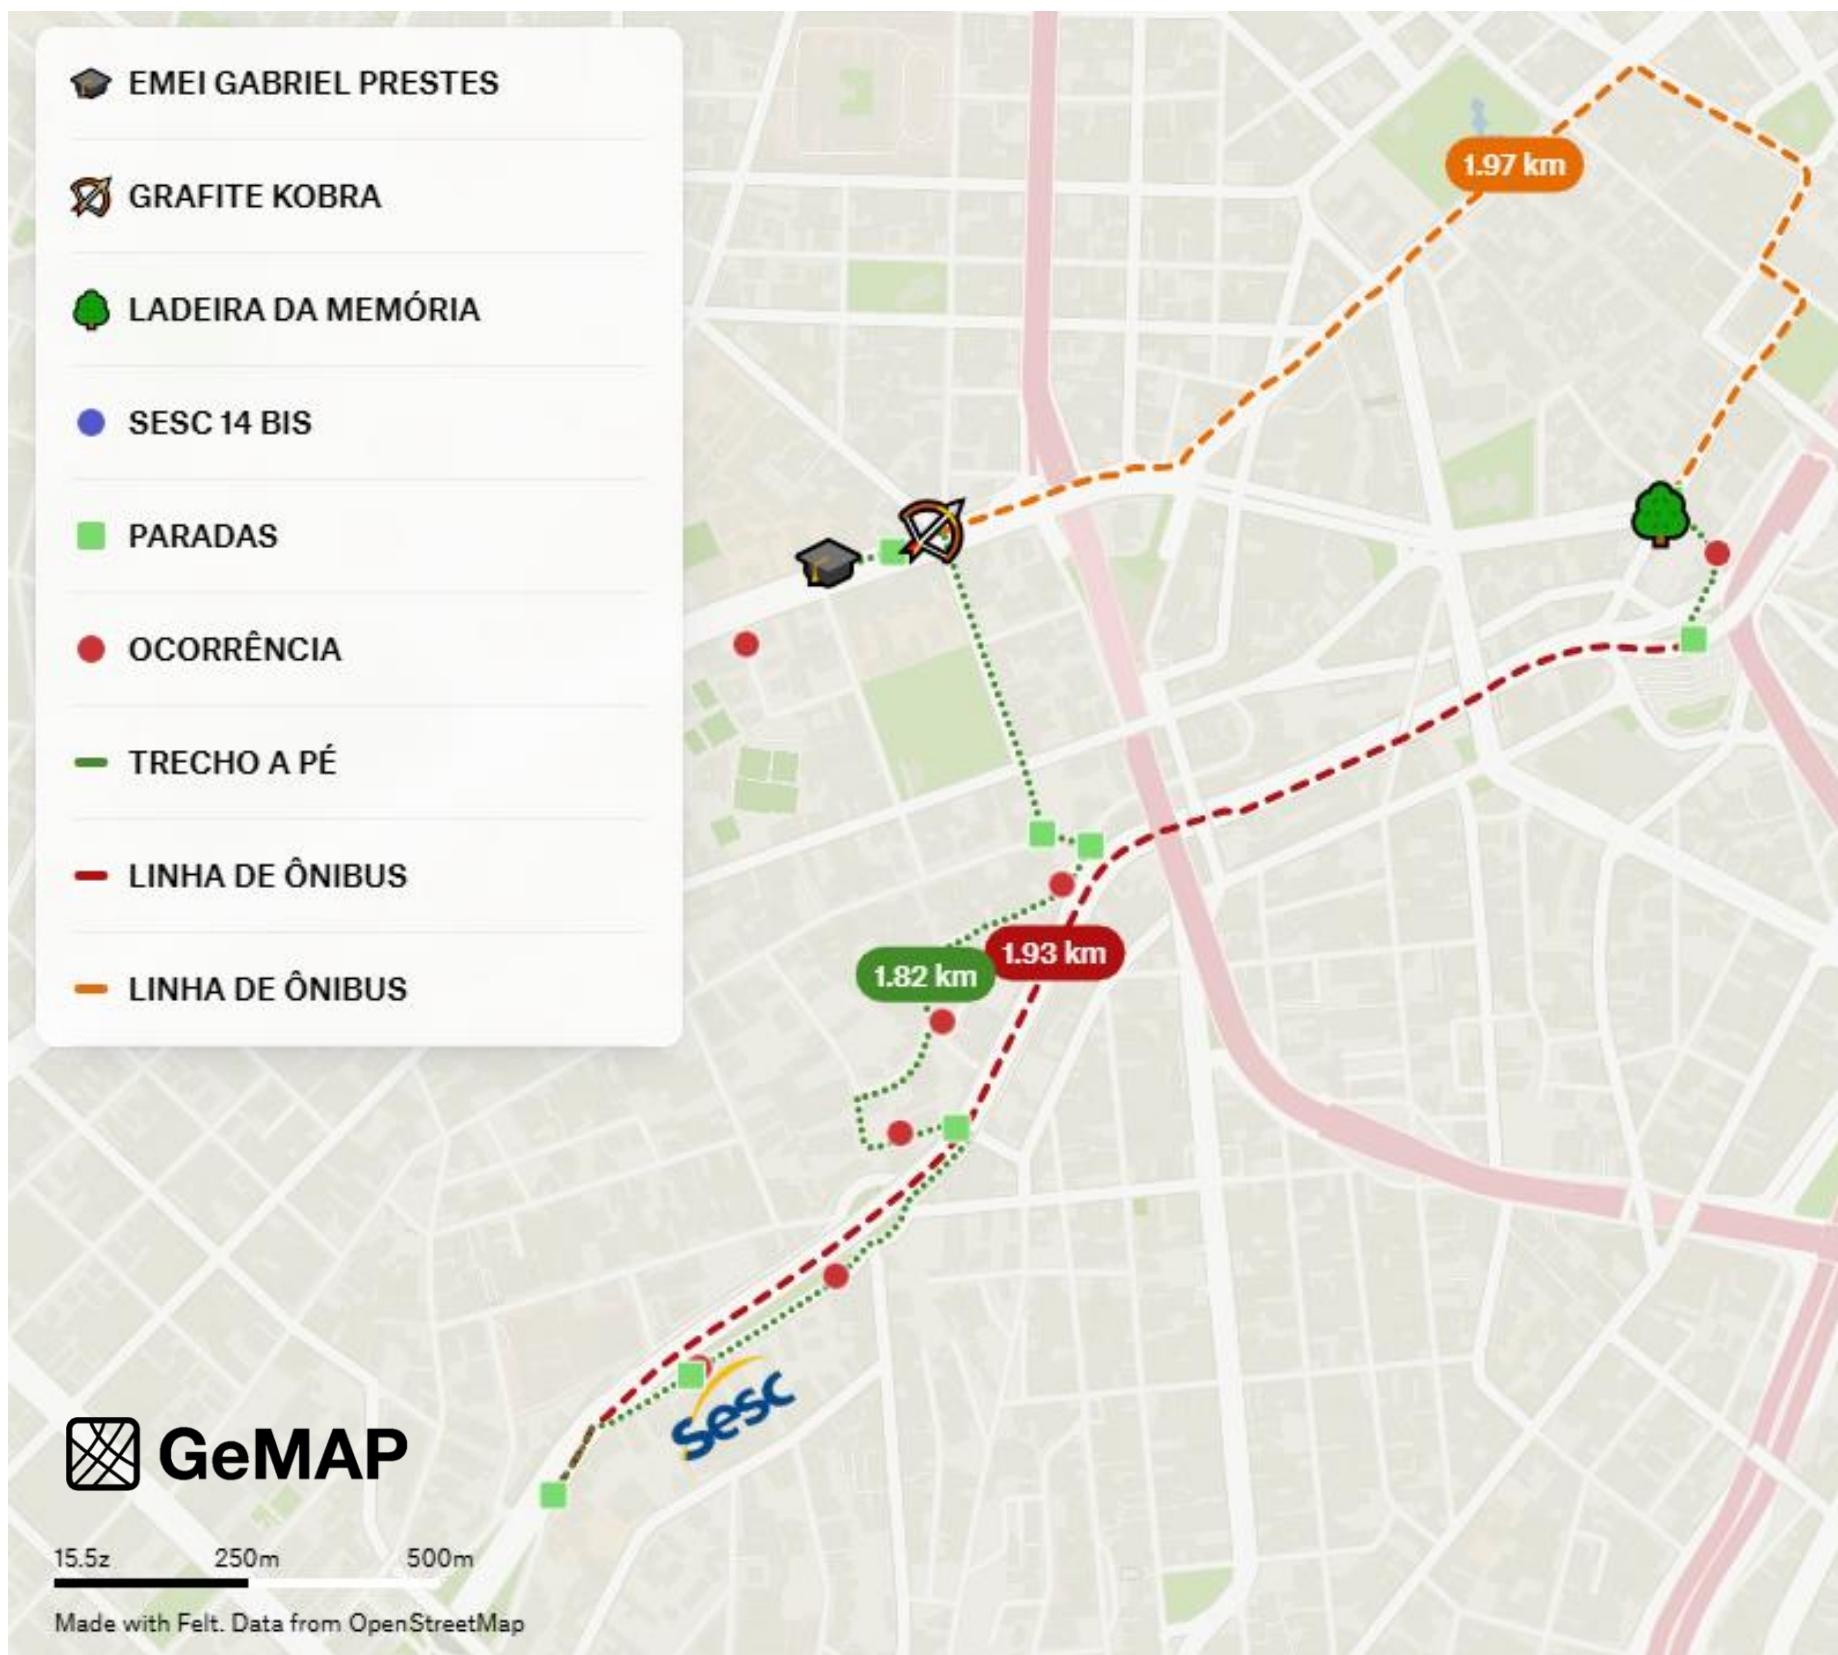 EMEI GABRIEL PRESTES
GRAFITE KOBRA
LADEIRA DA MEMÓRIA
SESC 14 BIS
PARADAS
OCORRÊNCIA
TRECHO A PÉ
LINHA DE ÔNIBUS
LINHA DE ÔNIBUS
1.97 km
1.93 km
1.82 km
sesc
GeMAP
15.5z 250m 500m
Made with Felt. Data from OpenStreetMap